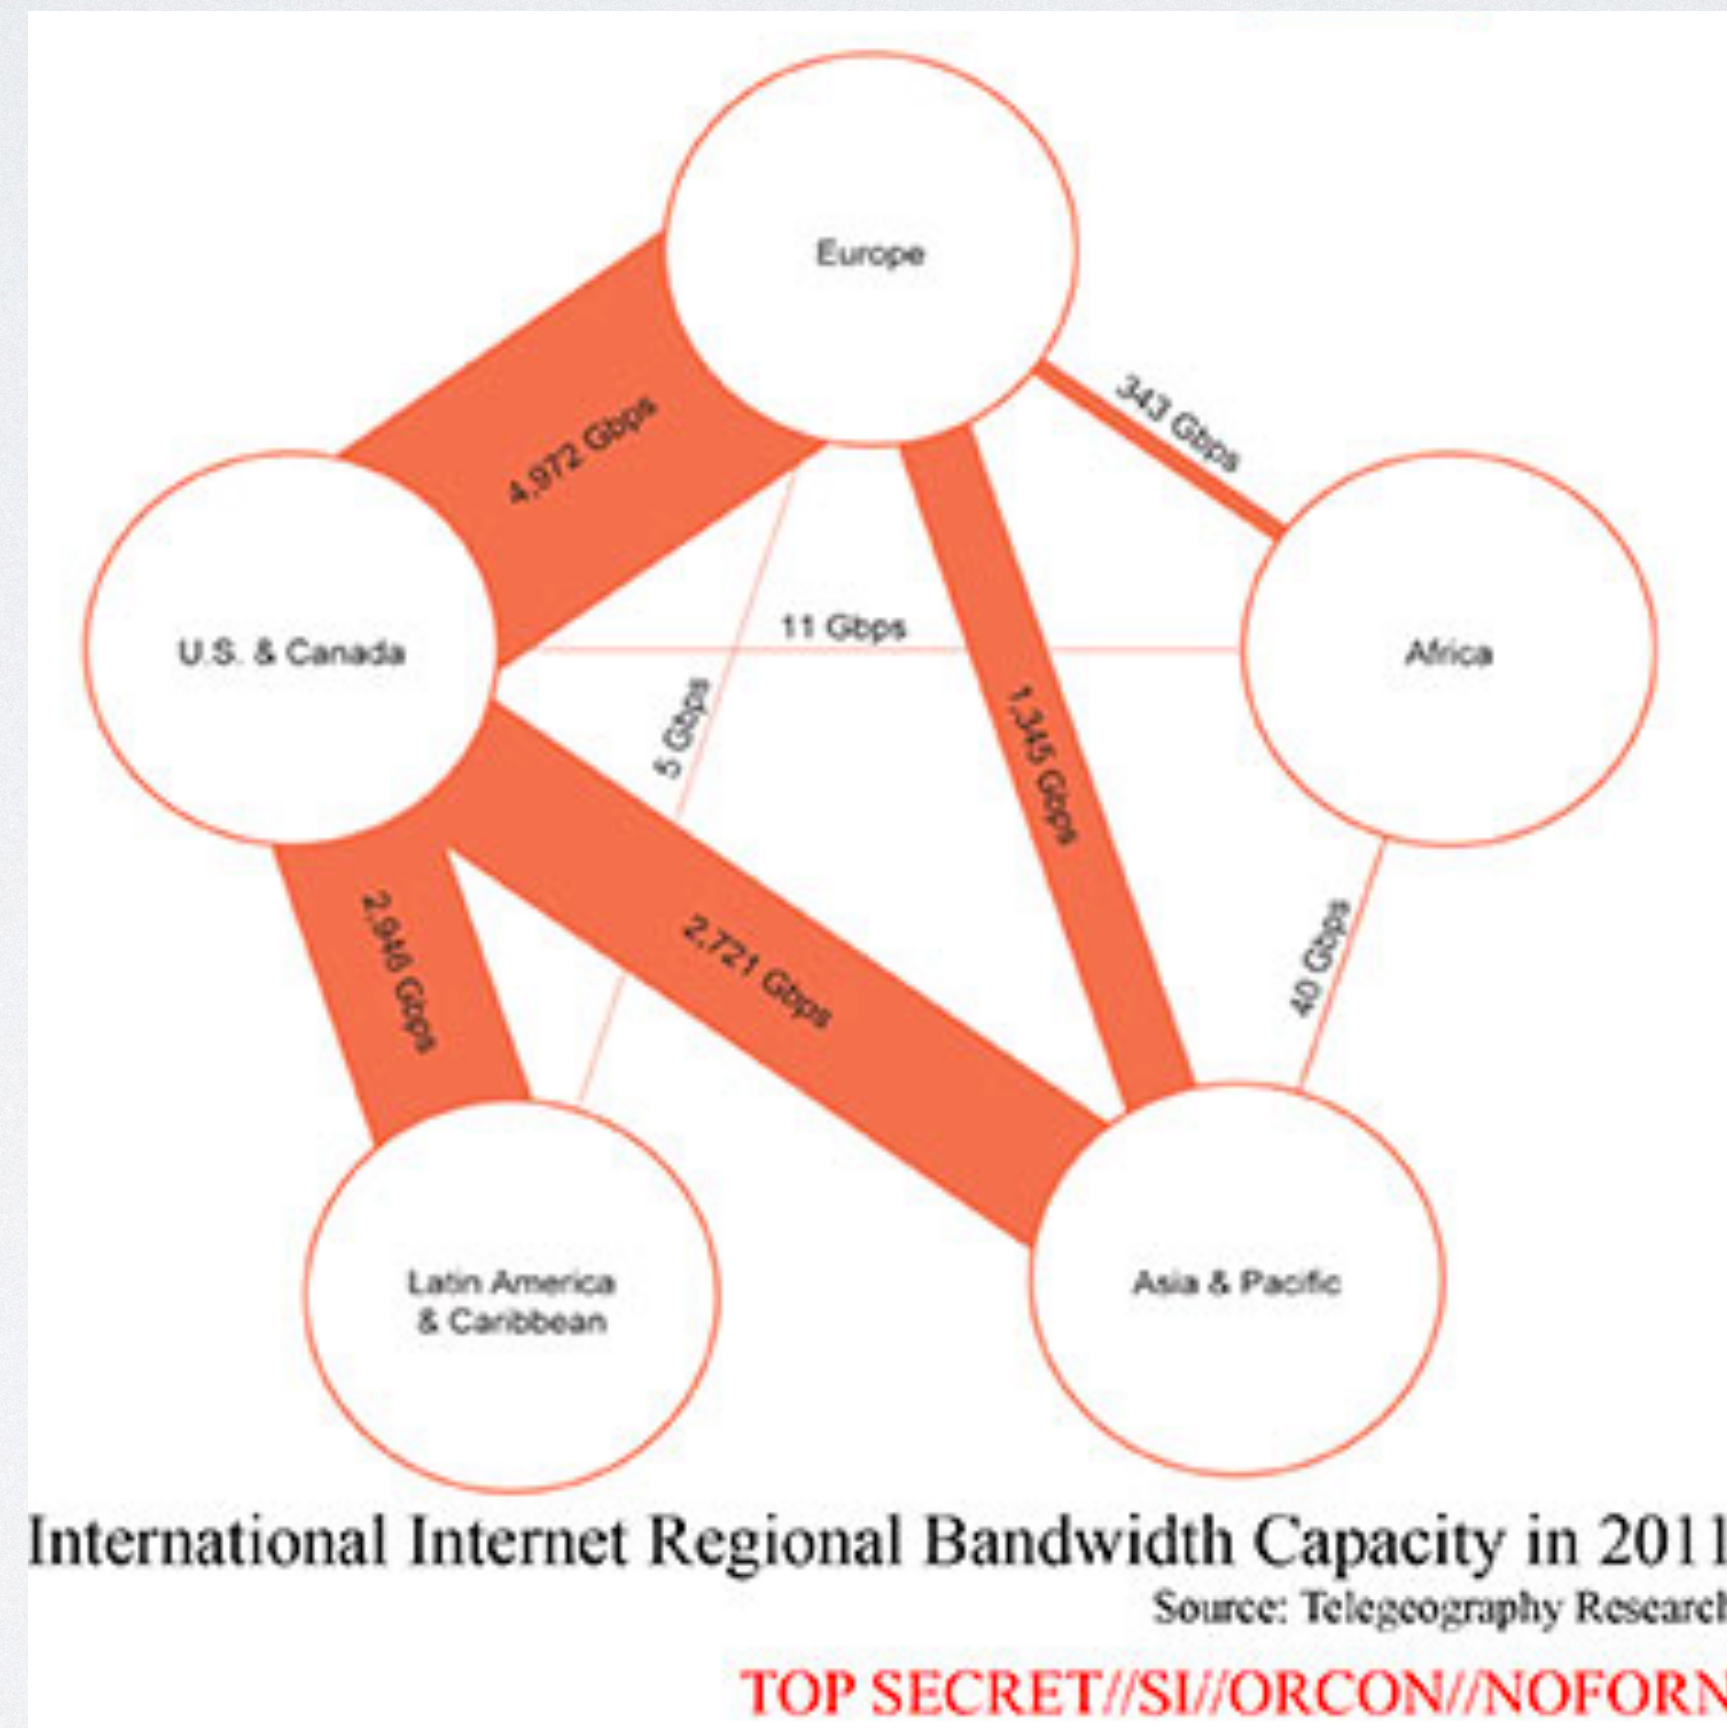 Europe
343 Gbps
4,972 Gbps
11 Gbps
U.S. & Canada
Africa
5 Gbps
1,345 Gbps
2,946 Gbps
2,721 Gbps
40 Gbps
Latin America
& Caribbean
Asia & Pacific
International Internet Regional Bandwidth Capacity in 2011
Source: Telegeography Research
TOP SECRET//SI//ORCON//NOFORN